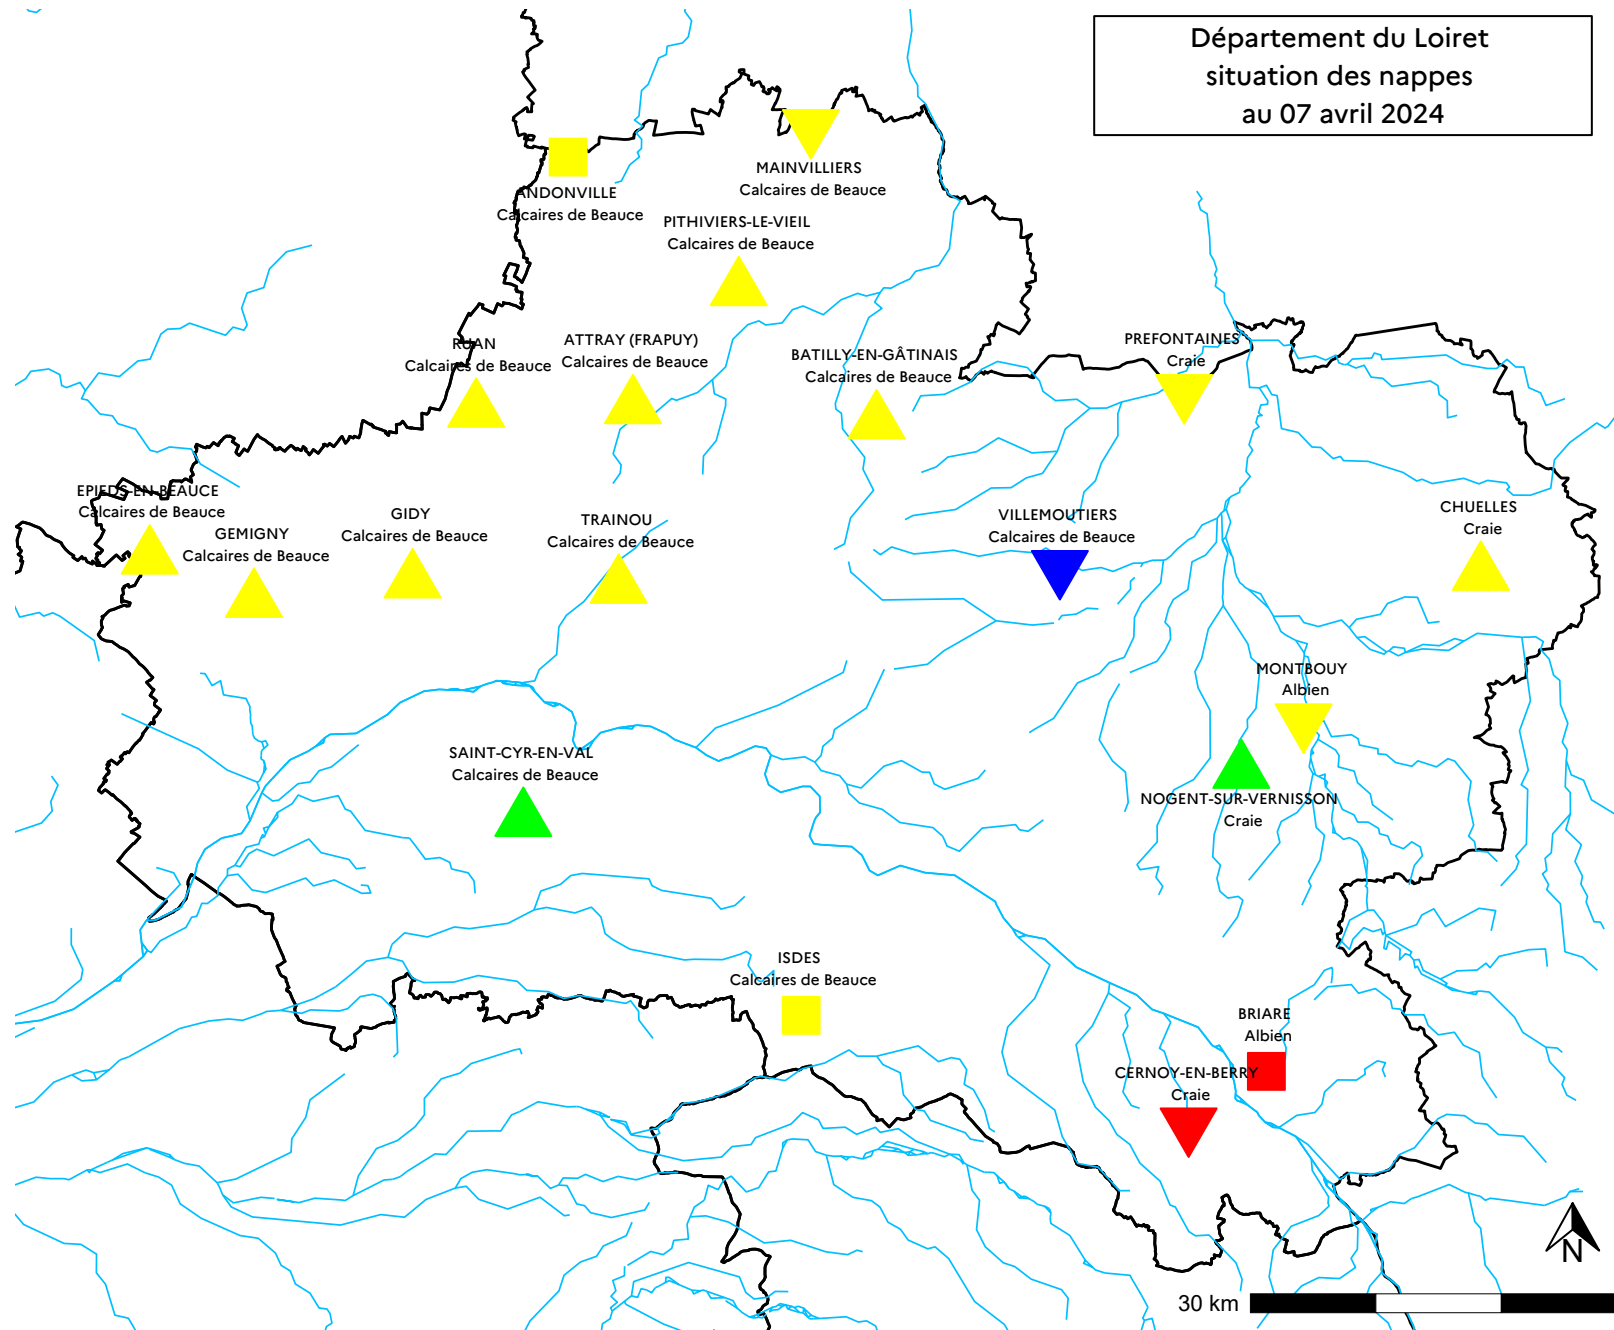 Département du Loiret
situation des nappes
au 07 avril 2024
MAINVILLIERS
Calcaires de Beauce
ANDONVILLE
Calcaires de Beauce
PITHIVIERS-LE-VIEIL
Calcaires de Beauce
RUAN
Calcaires de Beauce
ATTRAY (FRAPUY)
Calcaires de Beauce
BATILLY-EN-GÂTINAIS
Calcaires de Beauce
PREFONTAINES
Craie
EPIEDS-EN-BEAUCE
Calcaires de Beauce
GEMIGNY
Calcaires de Beauce
GIDY
Calcaires de Beauce
TRAINOU
Calcaires de Beauce
VILLEMOUTIERS
Calcaires de Beauce
CHUELLES
Craie
MONTBOUY
Albien
SAINT-CYR-EN-VAL
Calcaires de Beauce
NOGENT-SUR-VERNISSON
Craie
ISDES
Calcaires de Beauce
BRIARE
Albien
CERNOY-EN-BERRY
Craie
N
30 km